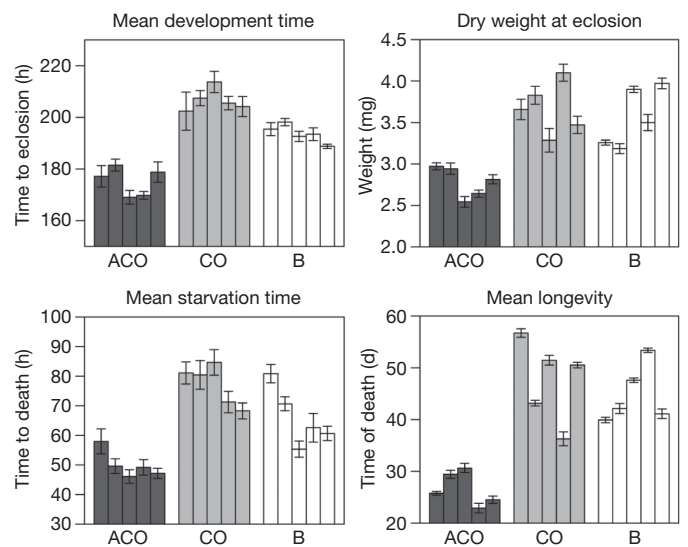 Mean development time
Time to eclosion (h)
220
200
180
160
ACO CO B
Dry weight at eclosion
Weight (mg)
4.5
4.0
3.5
3.0
2.5
2.0
ACO CO B
Mean starvation time
Time to death (h)
100
90
80
70
60
50
40
30
ACO CO B
Mean longevity
Time of death (d)
60
50
40
30
20
ACO CO B